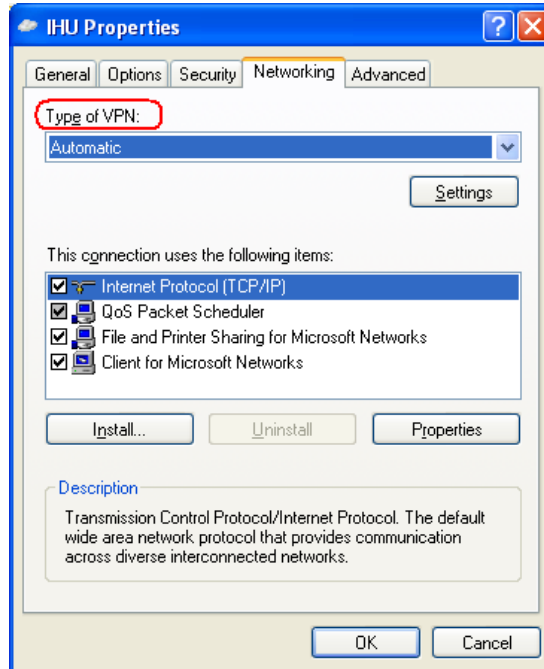 IHU Properties
General Options Security Networking Advanced
Type of VPN:
Automatic
Settings
This connection uses the following items:
Internet Protocol (TCP/IP)
QoS Packet Scheduler
File and Printer Sharing for Microsoft Networks
Client for Microsoft Networks
Install... Uninstall Properties
Description
Transmission Control Protocol/Internet Protocol. The default
wide area network protocol that provides communication
across diverse interconnected networks.
OK Cancel